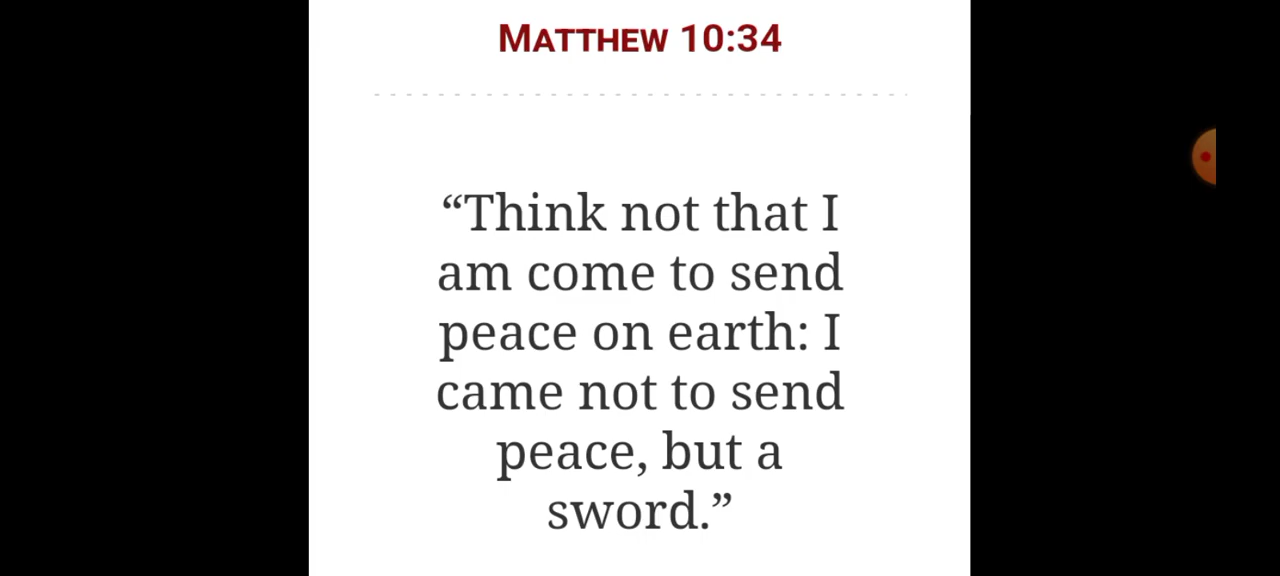 MATTHEW 10:34
“Think not that I
am come to send
peace on earth: I
came not to send
peace, but a
sword.”